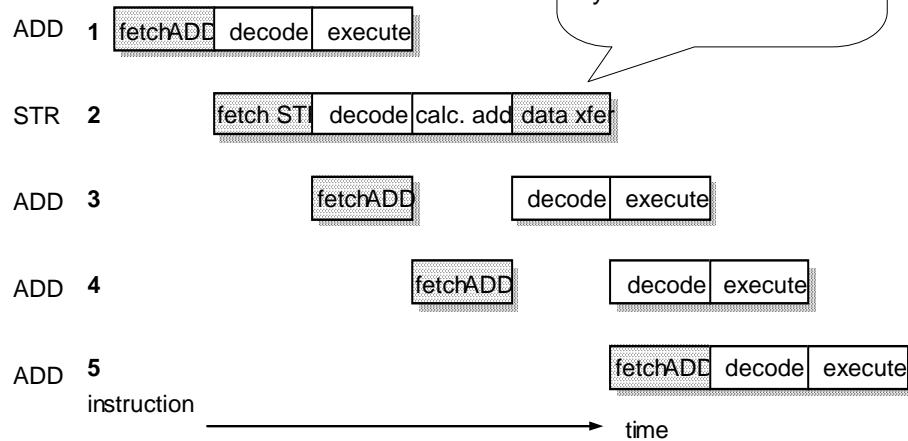 ADD 1 fetchADD decode execute
STR 2 fetch ST decode calc. add data xfer
ADD 3 fetchADD decode execute
ADD 4 fetchADD decode execute
ADD 5 fetchADD decode execute
instruction
time